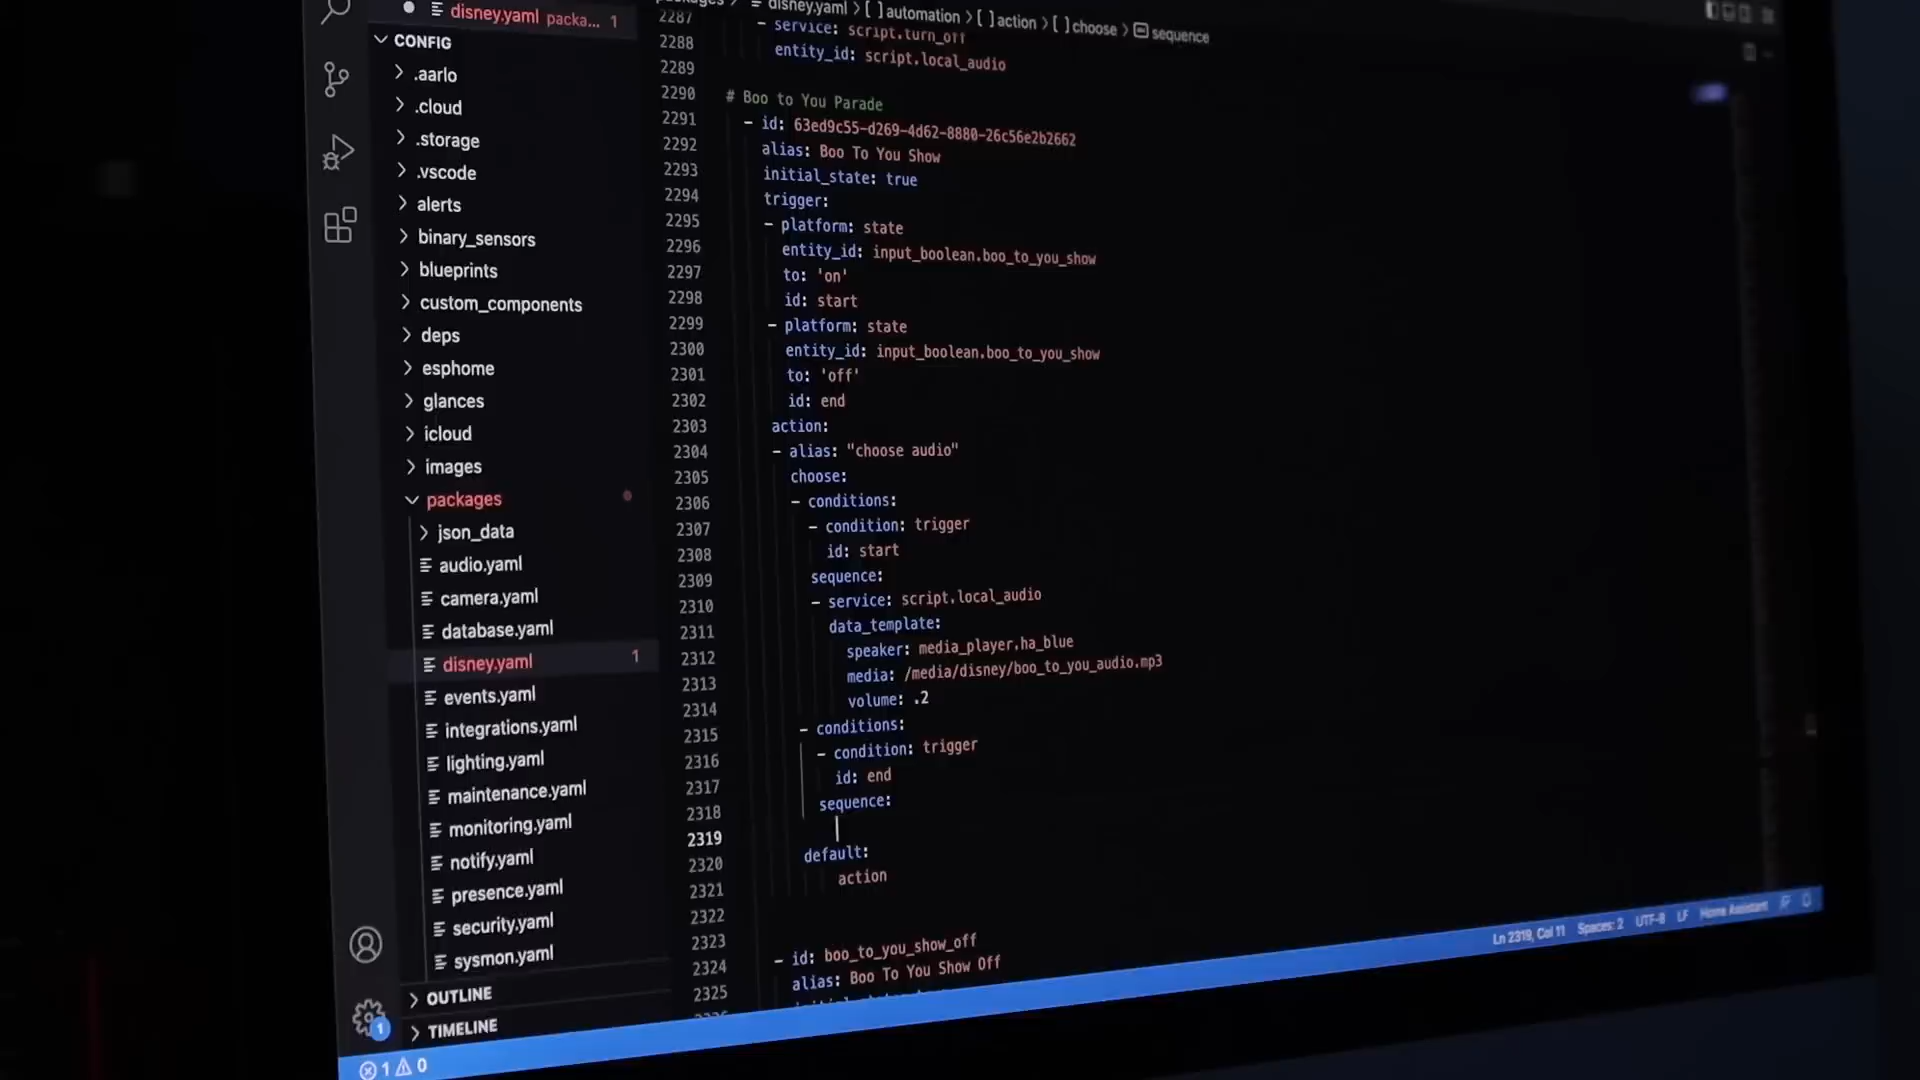 disney.yaml packa... 1
CONFIG
.aarlo
.cloud
.storage
.vscode
alerts
binary_sensors
blueprints
custom_components
deps
esphome
glances
icloud
images
packages
json_data
audio.yaml
camera.yaml
database.yaml
disney.yaml 1
events.yaml
integrations.yaml
lighting.yaml
maintenance.yaml
monitoring.yaml
notify.yaml
presence.yaml
security.yaml
sysmon.yaml
OUTLINE
TIMELINE
1
1 0
disney.yaml > [ ] automation > [ ] action > [ ] choose > sequence
2287 - service: script.turn_off
2288 entity_id: script.local_audio
2289
2290 # Boo to You Parade
2291 - id: 63ed9c55-d269-4d62-8880-26c56e2b2662
2292 alias: Boo To You Show
2293 initial_state: true
2294 trigger:
2295 - platform: state
2296 entity_id: input_boolean.boo_to_you_show
2297 to: 'on'
2298 id: start
2299 - platform: state
2300 entity_id: input_boolean.boo_to_you_show
2301 to: 'off'
2302 id: end
2303 action:
2304 - alias: "choose audio"
2305 choose:
2306 - conditions:
2307 - condition: trigger
2308 id: start
2309 sequence:
2310 - service: script.local_audio
2311 data_template:
2312 speaker: media_player.ha_blue
2313 media: /media/disney/boo_to_you_audio.mp3
2314 volume: .2
2315 - conditions:
2316 - condition: trigger
2317 id: end
2318 sequence:
2319
2320 default:
2321 action
2322
2323
2324 - id: boo_to_you_show_off
2325 alias: Boo To You Show Off
Ln 2319, Col 11 Spaces: 2 UTF-8 LF Home Assistant